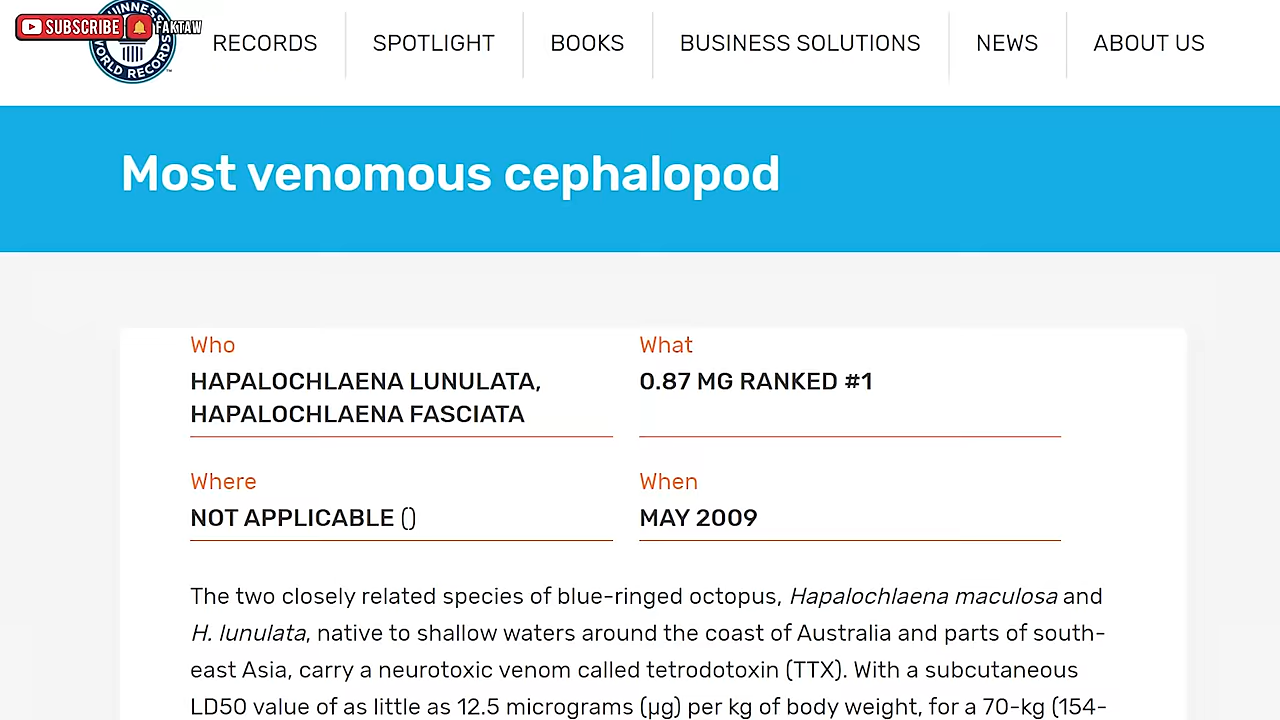 SUBSCRIBE FAKTAW
GUINNESS WORLD RECORDS
RECORDS SPOTLIGHT BOOKS BUSINESS SOLUTIONS NEWS ABOUT US
Most venomous cephalopod
Who What
HAPALOCHLAENA LUNULATA, 0.87 MG RANKED #1
HAPALOCHLAENA FASCIATA
Where When
NOT APPLICABLE () MAY 2009
The two closely related species of blue-ringed octopus, Hapalochlaena maculosa and
H. lunulata, native to shallow waters around the coast of Australia and parts of south-
east Asia, carry a neurotoxic venom called tetrodotoxin (TTX). With a subcutaneous
LD50 value of as little as 12.5 micrograms (µg) per kg of body weight, for a 70-kg (154-